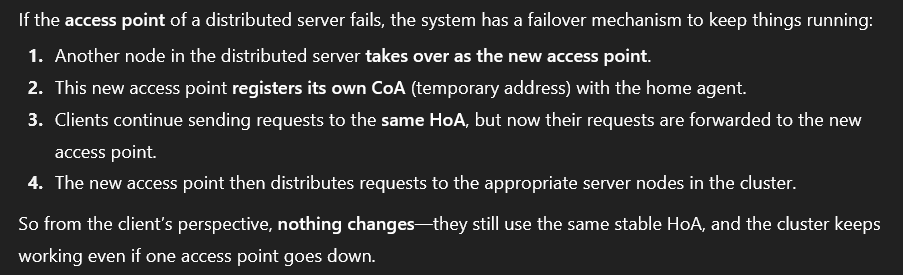 If the access point of a distributed server fails, the system has a failover mechanism to keep things running:
1. Another node in the distributed server takes over as the new access point.
2. This new access point registers its own CoA (temporary address) with the home agent.
3. Clients continue sending requests to the same HoA, but now their requests are forwarded to the new
access point.
4. The new access point then distributes requests to the appropriate server nodes in the cluster.
So from the client's perspective, nothing changes—they still use the same stable HoA, and the cluster keeps
working even if one access point goes down.